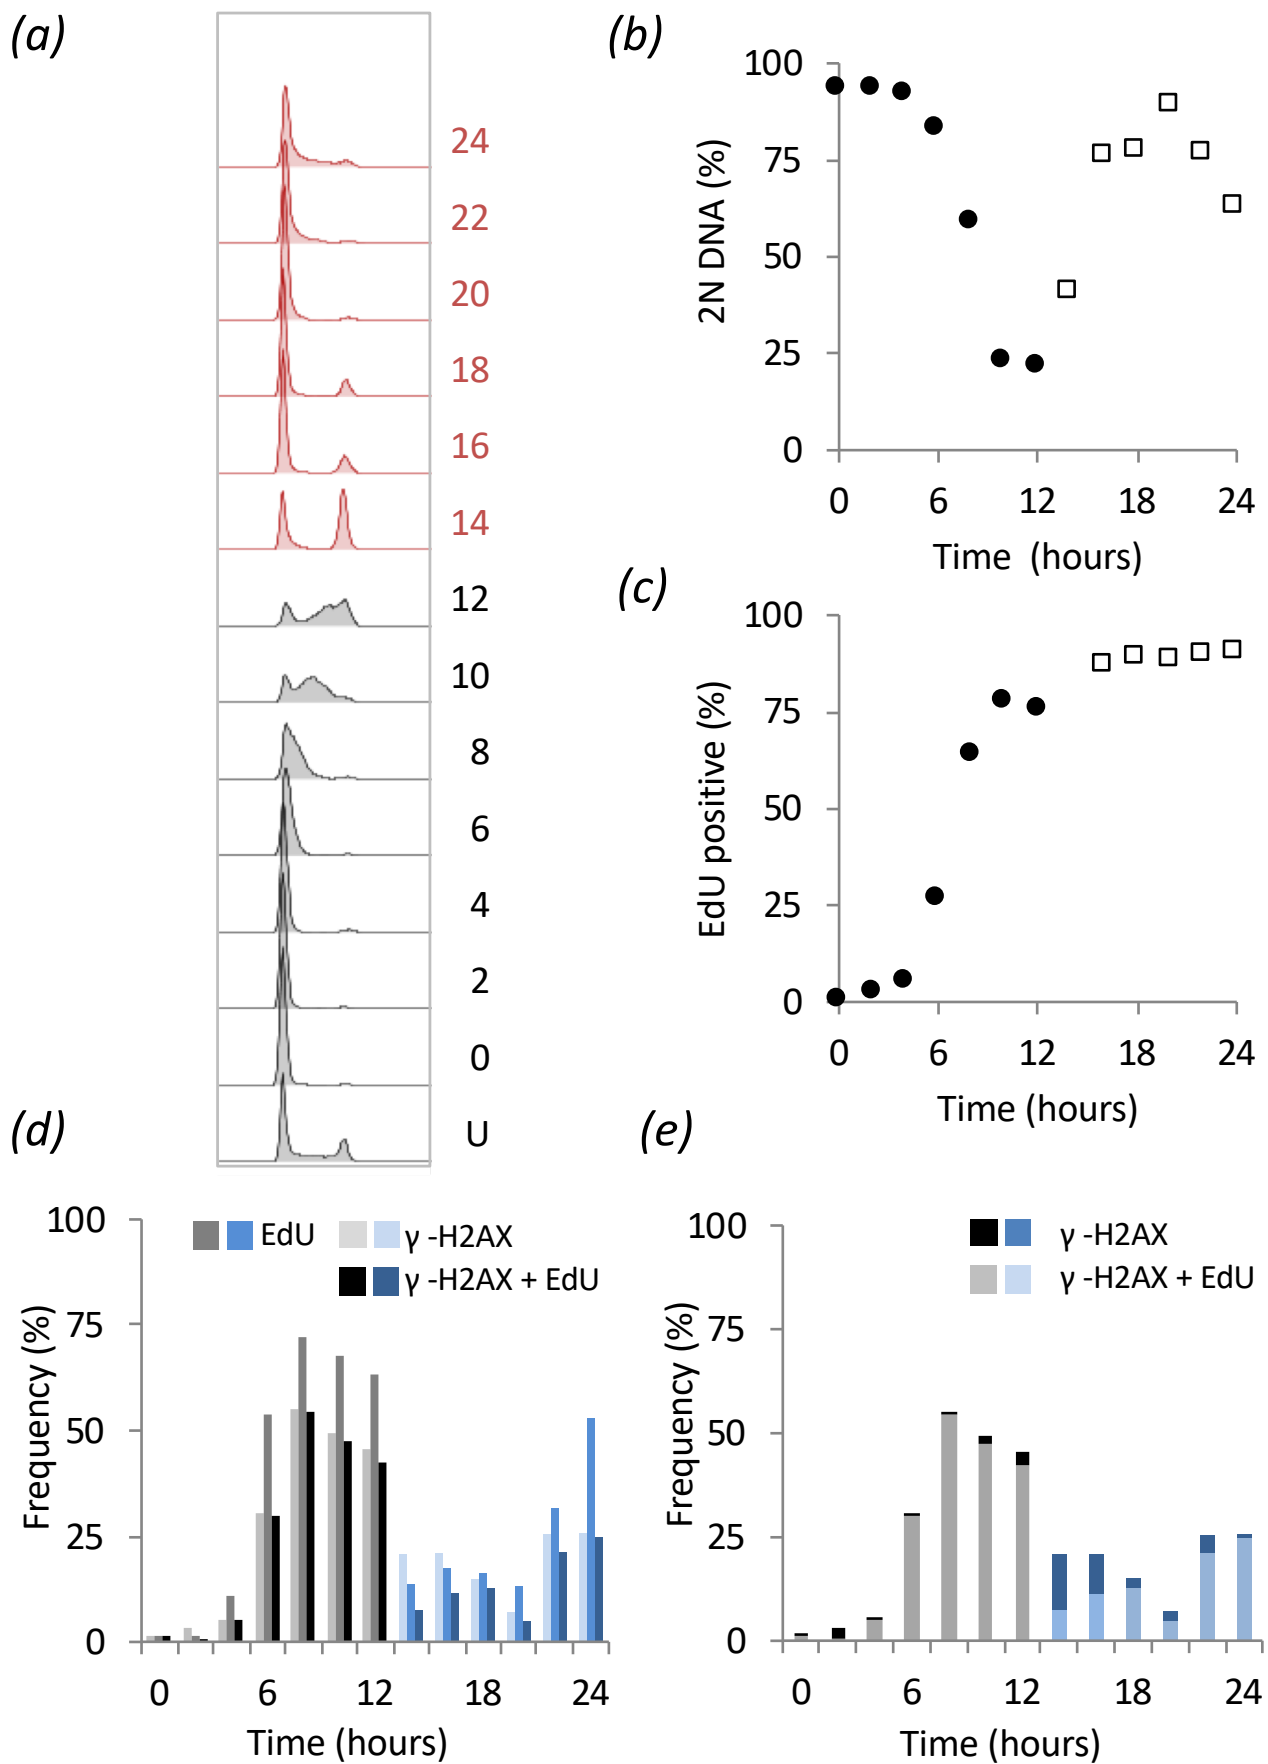 (a)
24
22
20
18
16
14
12
10
8
6
4
2
0
U
(b)
100
75
50
25
0
2N DNA (%)
0 6 12 18 24
Time (hours)
(c)
100
75
50
25
0
EdU positive (%)
0 6 12 18 24
Time (hours)
(d)
100
75
50
25
0
Frequency (%)
EdU γ -H2AX
γ -H2AX + EdU
0 6 12 18 24
Time (hours)
(e)
100
75
50
25
0
Frequency (%)
γ -H2AX
γ -H2AX + EdU
0 6 12 18 24
Time (hours)